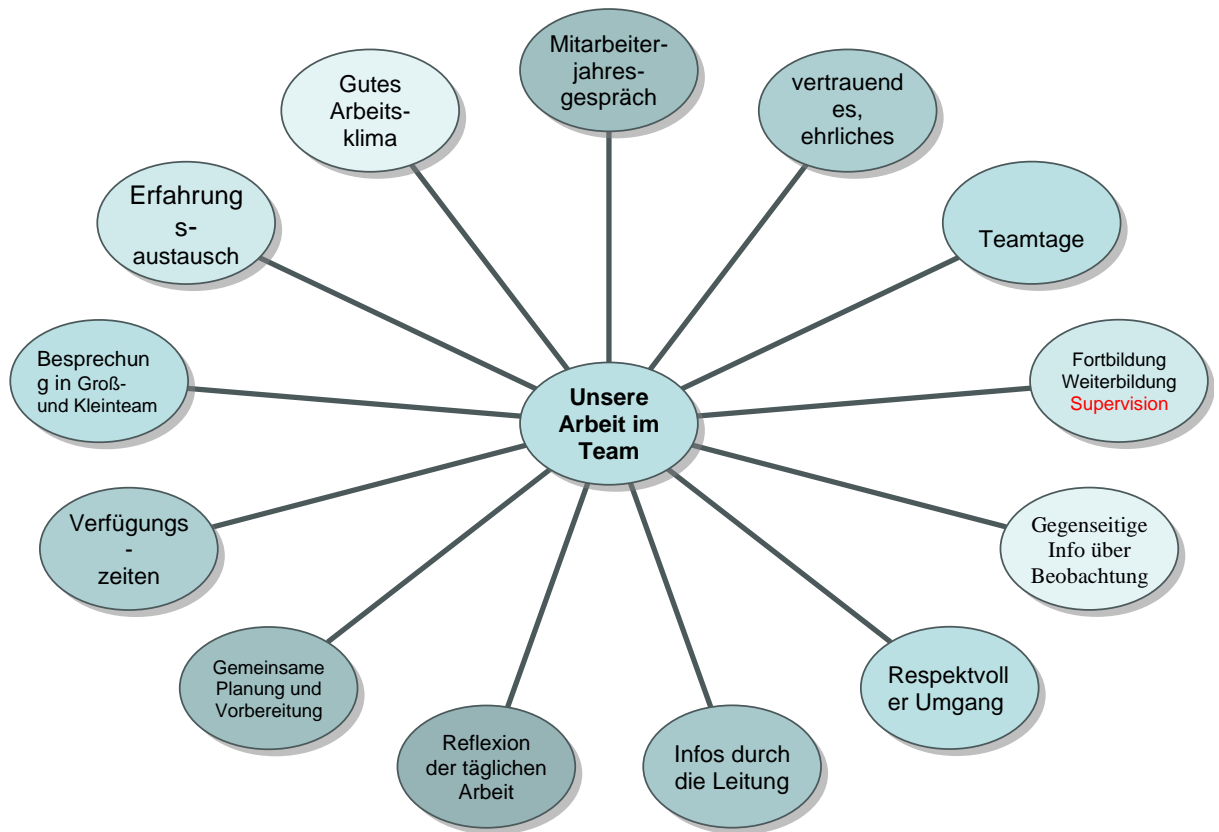 Mitarbeiter-
jahres-
gespräch
vertrauend
es,
ehrliches
Teamtage
Fortbildung
Weiterbildung
Supervision
Gegenseitige
Info über
Beobachtung
Respektvoll
er Umgang
Infos durch
die Leitung
Reflexion
der täglichen
Arbeit
Gemeinsame
Planung und
Vorbereitung
Verfügungs
-
zeiten
Besprechun
g in Groß-
und Kleinteam
Erfahrung
s-
austausch
Gutes
Arbeits-
klima
Unsere
Arbeit im
Team